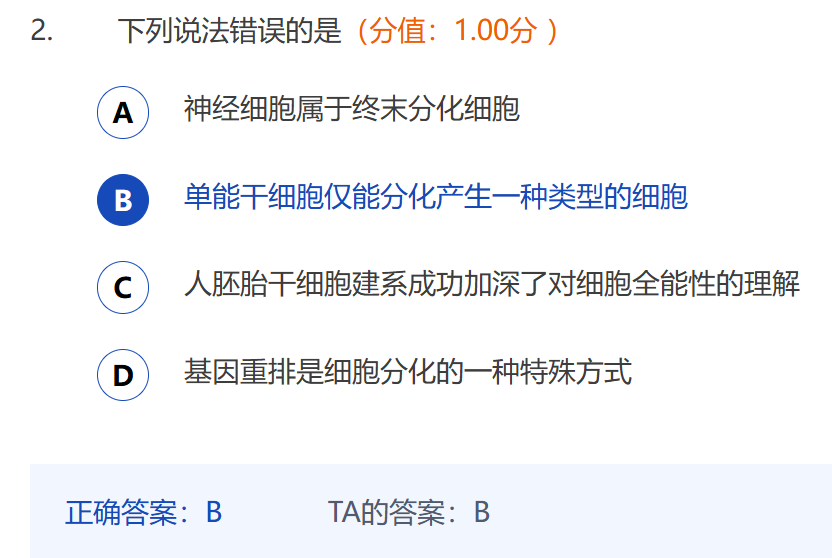 2. 下列说法错误的是（分值：1.00分 ）
A 神经细胞属于终末分化细胞
B 单能干细胞仅能分化产生一种类型的细胞
C 人胚胎干细胞建系成功加深了对细胞全能性的理解
D 基因重排是细胞分化的一种特殊方式
正确答案：B TA的答案：B